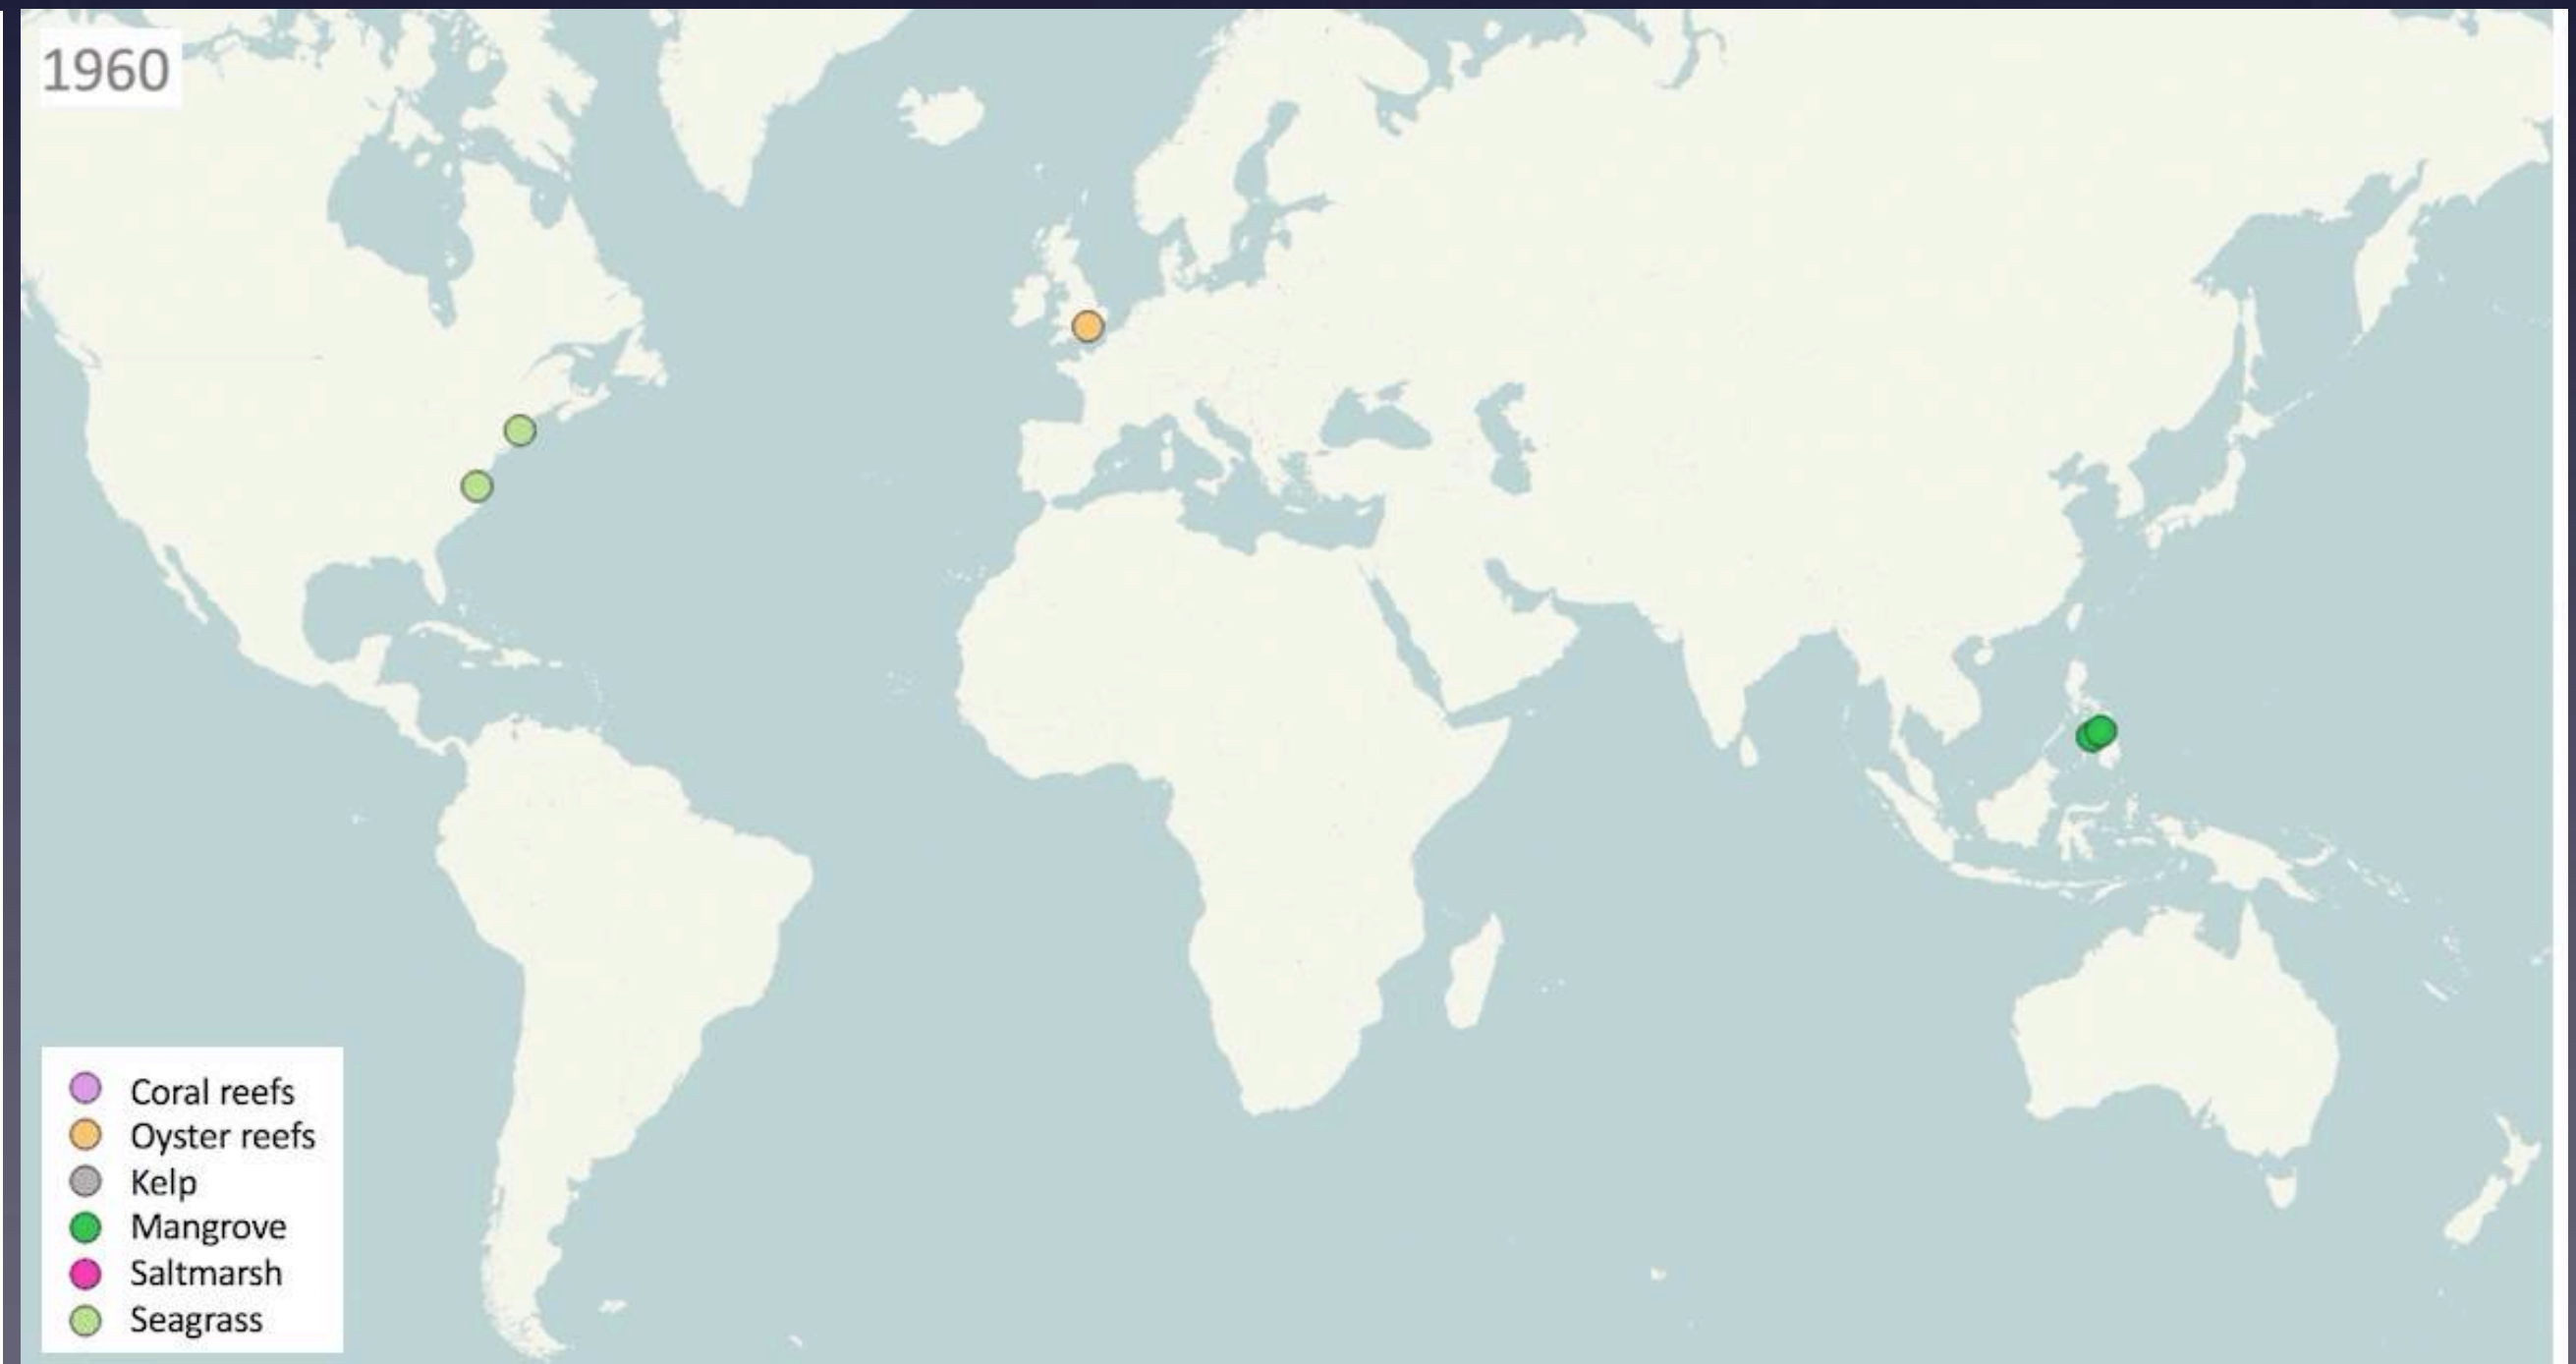 1960
Coral reefs
Oyster reefs
Kelp
Mangrove
Saltmarsh
Seagrass